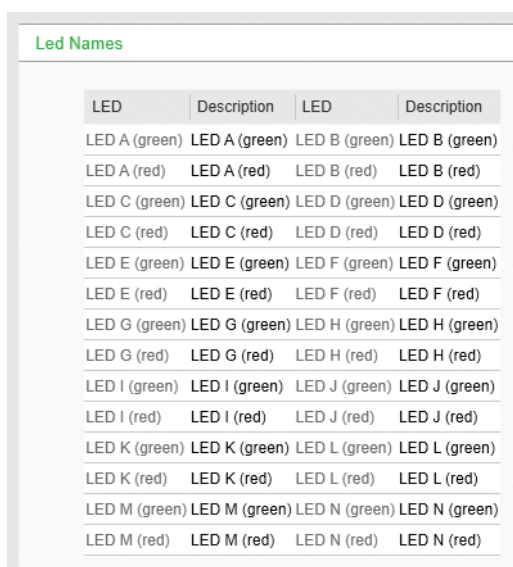 Led Names
LED Description LED Description
LED A (green) LED A (green) LED B (green) LED B (green)
LED A (red) LED A (red) LED B (red) LED B (red)
LED C (green) LED C (green) LED D (green) LED D (green)
LED C (red) LED C (red) LED D (red) LED D (red)
LED E (green) LED E (green) LED F (green) LED F (green)
LED E (red) LED E (red) LED F (red) LED F (red)
LED G (green) LED G (green) LED H (green) LED H (green)
LED G (red) LED G (red) LED H (red) LED H (red)
LED I (green) LED I (green) LED J (green) LED J (green)
LED I (red) LED I (red) LED J (red) LED J (red)
LED K (green) LED K (green) LED L (green) LED L (green)
LED K (red) LED K (red) LED L (red) LED L (red)
LED M (green) LED M (green) LED N (green) LED N (green)
LED M (red) LED M (red) LED N (red) LED N (red)